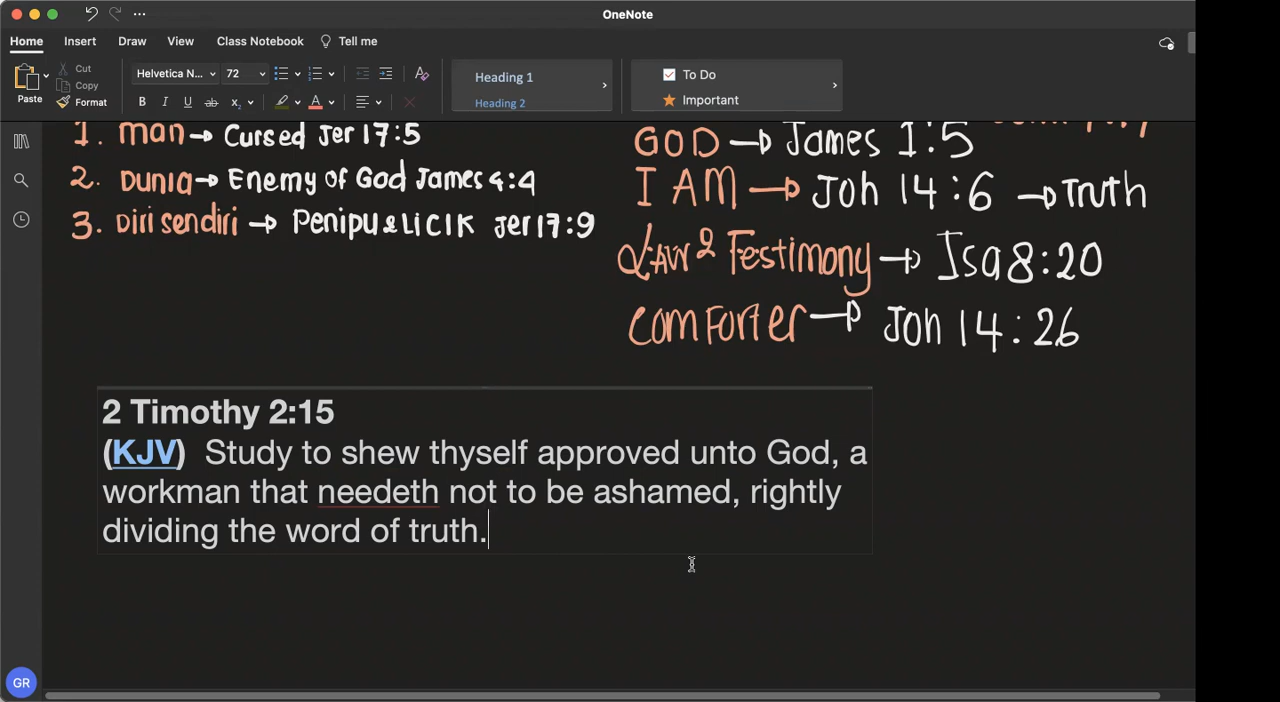 OneNote
Home Insert Draw View Class Notebook Tell me
Paste
Cut
Copy
Format
Helvetica N... 72
B I U ab x₂ A
Heading 1
Heading 2
To Do
Important
1. man → Cursed Jer 17:5
2. Dunia → Enemy of God James 4:4
3. Diri sendiri → Penipu & LiCIK Jer 17:9
GOD → James 1:5
I AM → Joh 14:6 → Truth
Testimony → Isa 8:20
ComForter → Joh 14:26
2 Timothy 2:15
(KJV) Study to shew thyself approved unto God, a
workman that needeth not to be ashamed, rightly
dividing the word of truth.
GR